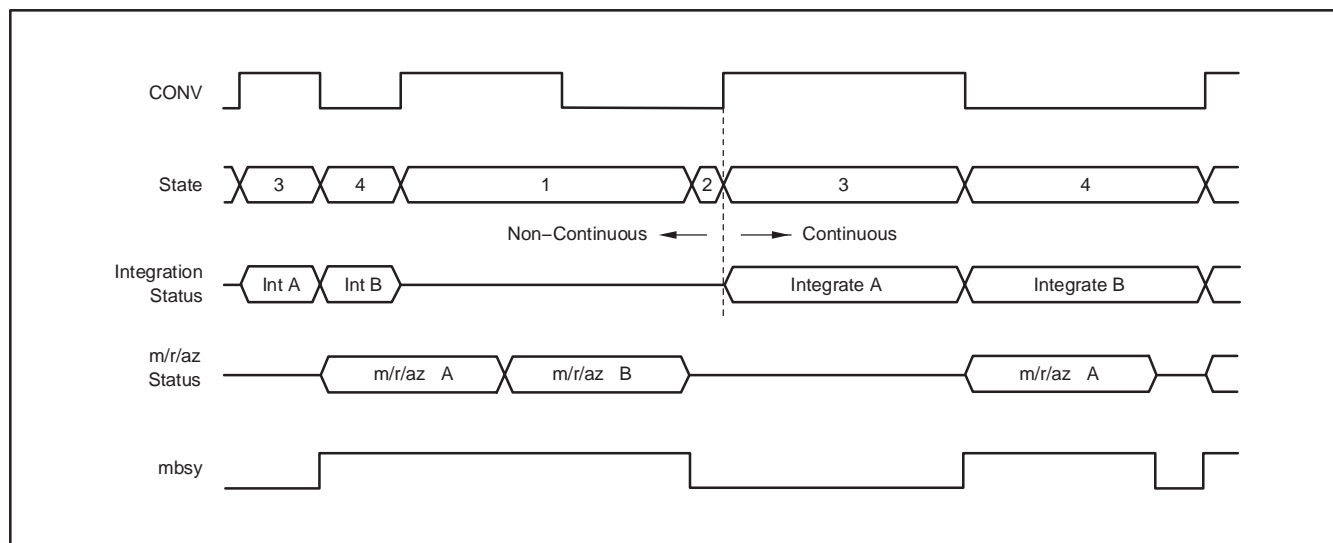 CONV
State 3 4 1 2 3 4
Non−Continuous Continuous
Integration
Status
Int A Int B Integrate A Integrate B
m/r/az
Status
m/r/az A m/r/az B m/r/az A
mbsy